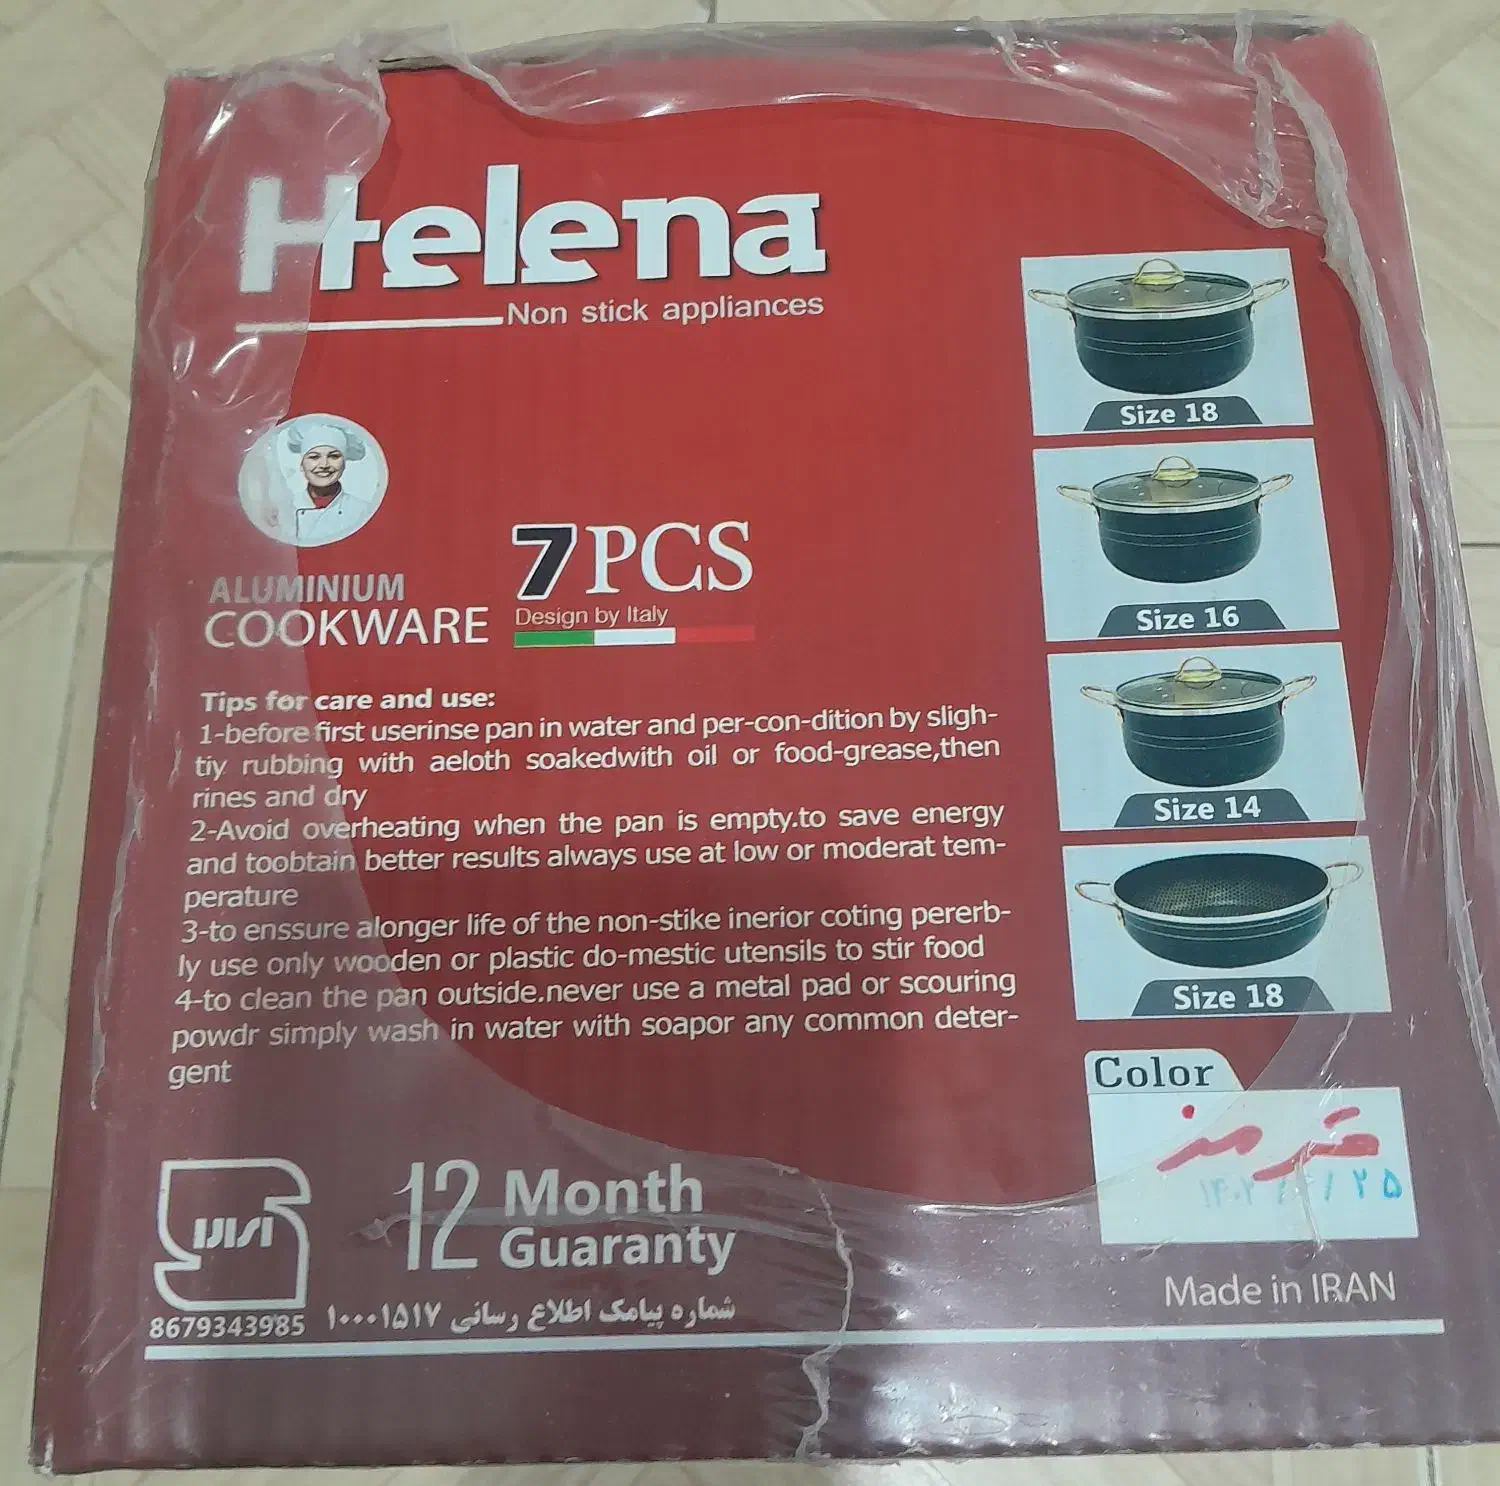 Helena
Non stick appliances
Size 18
Size 16
Size 14
Size 18
ALUMINIUM
COOKWARE
7 PCS
Design by Italy
Tips for care and use:
1-before first userinse pan in water and per-con-dition by sligh-
tiy rubbing with aeloth soakedwith oil or food-grease,then
rines and dry
2-Avoid overheating when the pan is empty.to save energy
and toobtain better results always use at low or moderat tem-
perature
3-to enssure alonger life of the non-stike inerior coting pererb-
ly use only wooden or plastic do-mestic utensils to stir food
4-to clean the pan outside.never use a metal pad or scouring
powdr simply wash in water with soapor any common deter-
gent
Color
قرمز
12 Month
Guaranty
8679343985
شماره پیامک اطلاع رسانی ۱۰۰۰۱۵۱۷
Made in IRAN